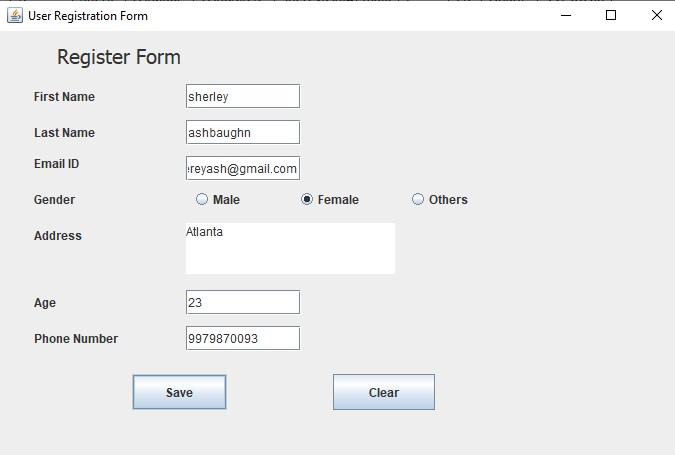 User Registration Form
Register Form
First Name sherley
Last Name ashbaughn
Email ID ereyash@gmail.com
Gender Male Female Others
Address Atlanta
Age 23
Phone Number 9979870093
Save Clear